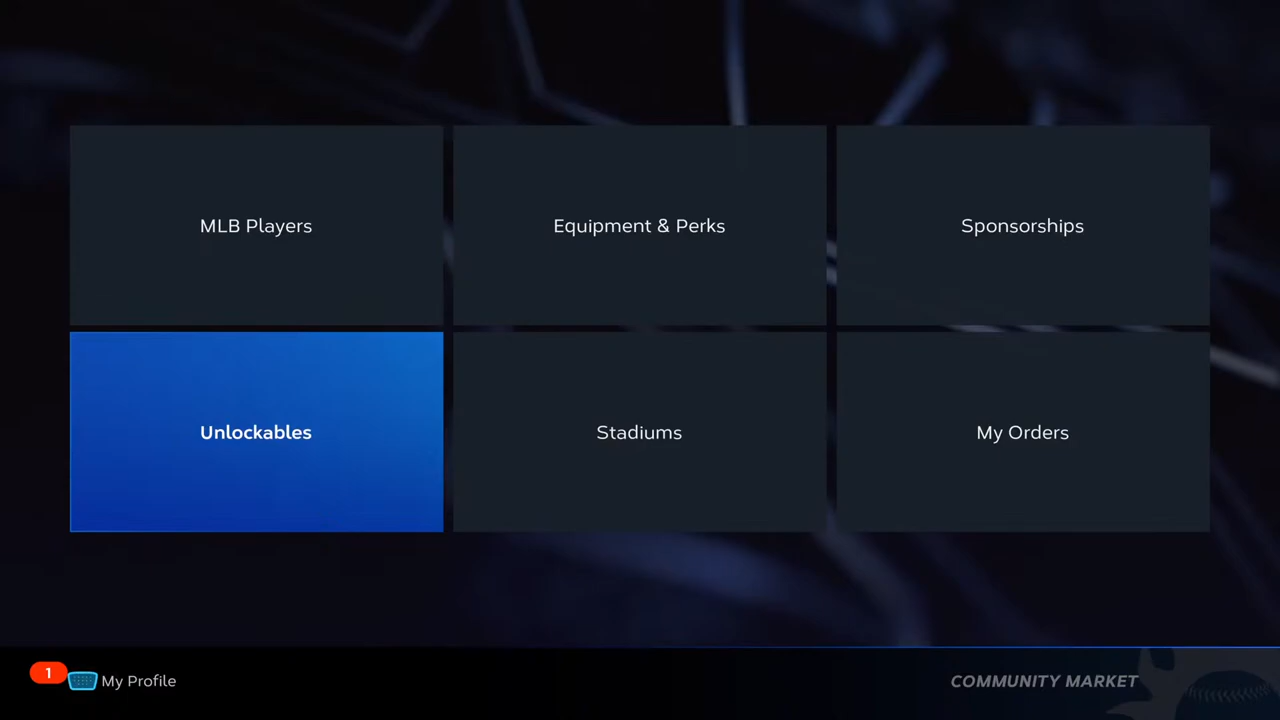 MLB Players
Equipment & Perks
Sponsorships
Unlockables
Stadiums
My Orders
1
My Profile
COMMUNITY MARKET